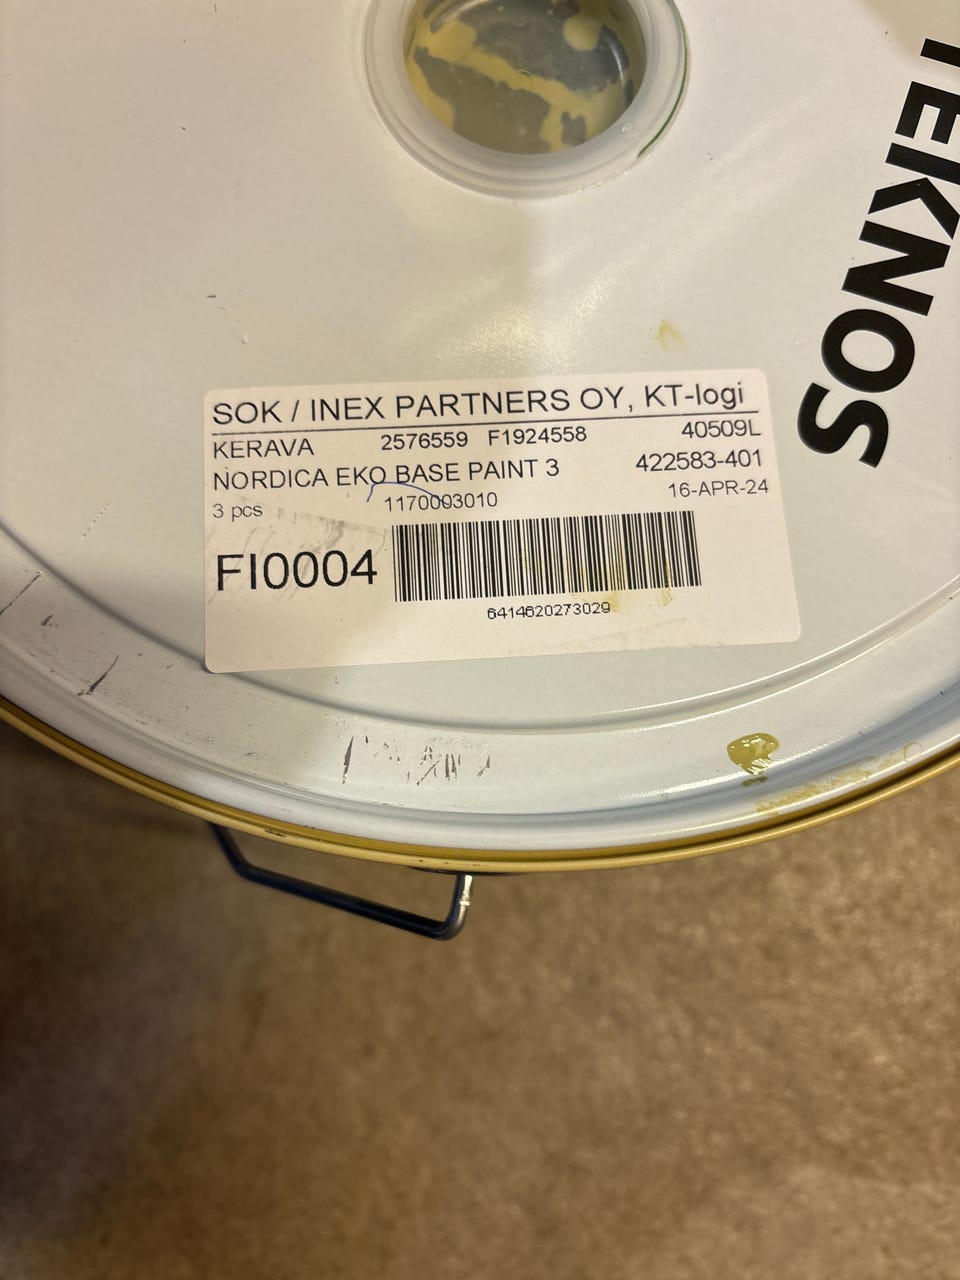 TEKNOS
SOK / INEX PARTNERS OY, KT-logi
KERAVA 2576559 F1924558 40509L
NORDICA EKO BASE PAINT 3 422583-401
3 pcs 1170003010 16-APR-24
FI0004
6414620273029